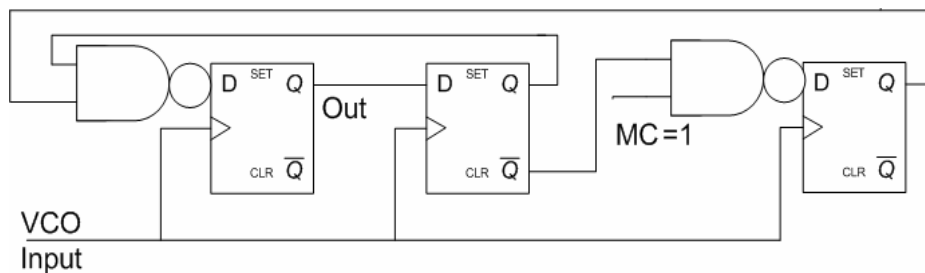 D SET Q
Out
CLR Q̅
D SET Q
CLR Q̅
MC=1
D SET Q
CLR Q̅
VCO
Input